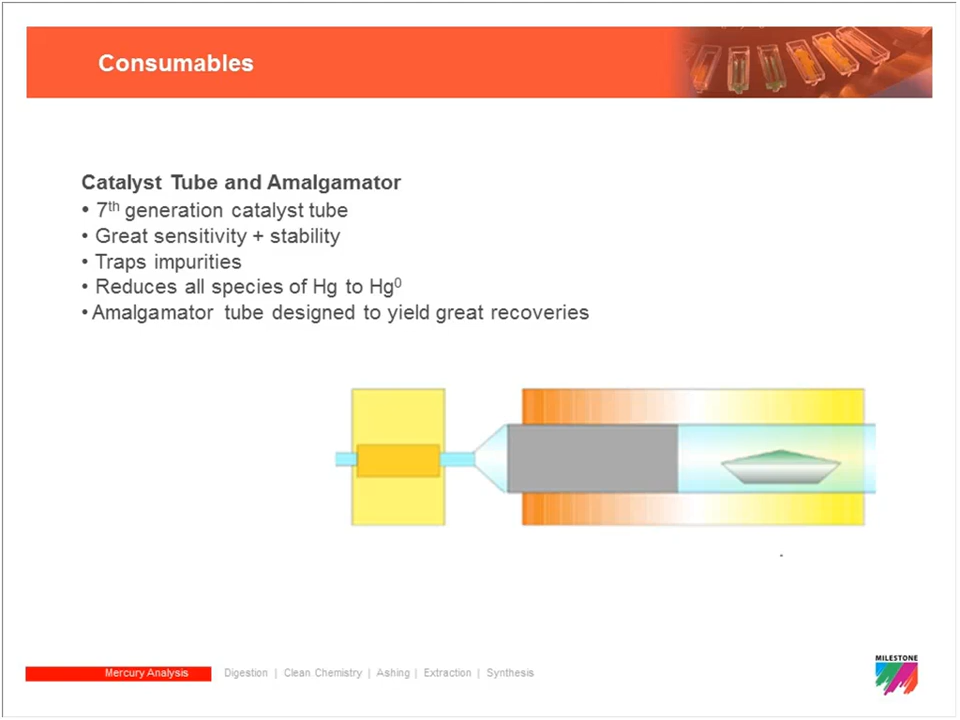 Consumables
Catalyst Tube and Amalgamator
• 7th generation catalyst tube
• Great sensitivity + stability
• Traps impurities
• Reduces all species of Hg to Hg⁰
• Amalgamator tube designed to yield great recoveries
Mercury Analysis Digestion | Clean Chemistry | Ashing | Extraction | Synthesis
MILESTONE